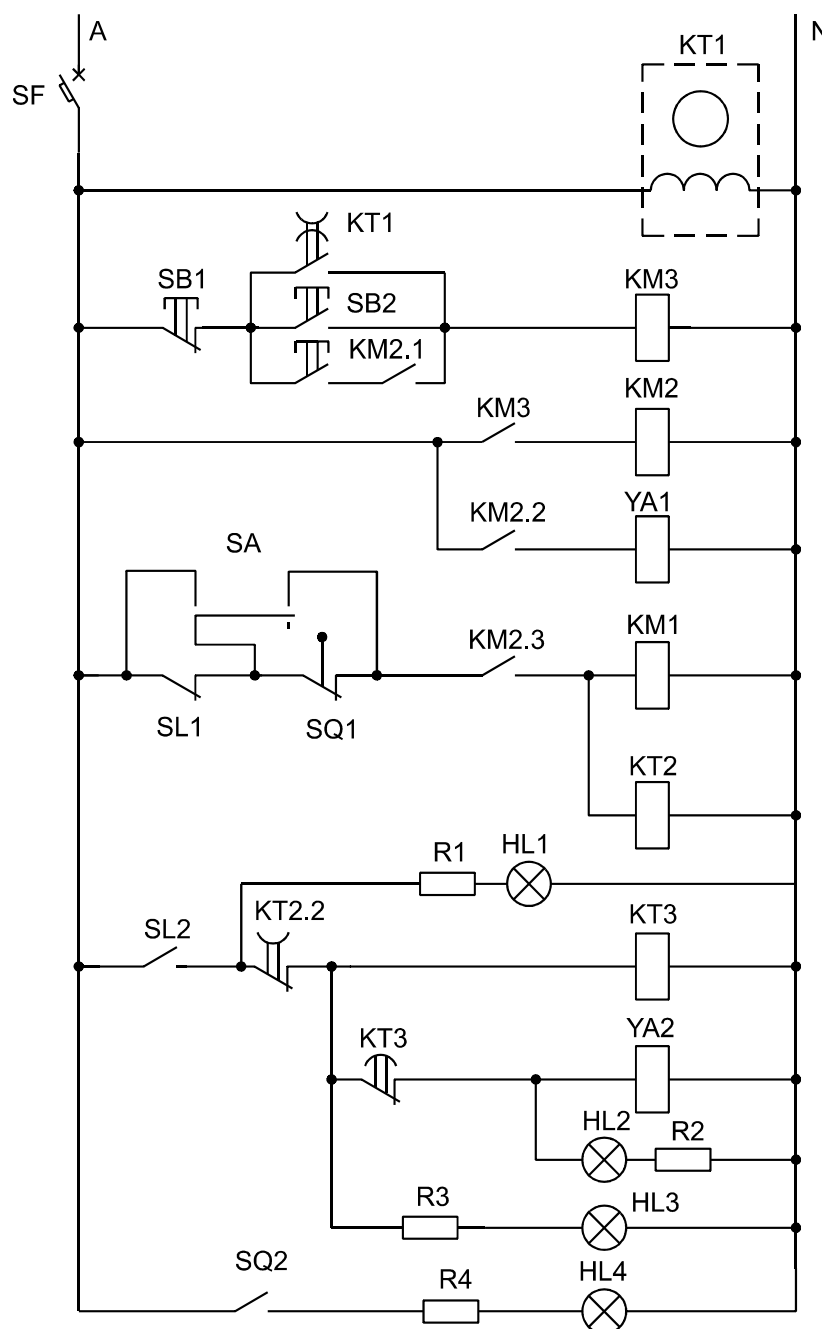 A
N
KT1
SF
KT1
SB1
SB2
KM3
KM2.1
KM3
KM2
KM2.2
YA1
SA
KM2.3
KM1
SL1
SQ1
KT2
R1
HL1
SL2
KT2.2
KT3
KT3
YA2
HL2
R2
R3
HL3
SQ2
R4
HL4